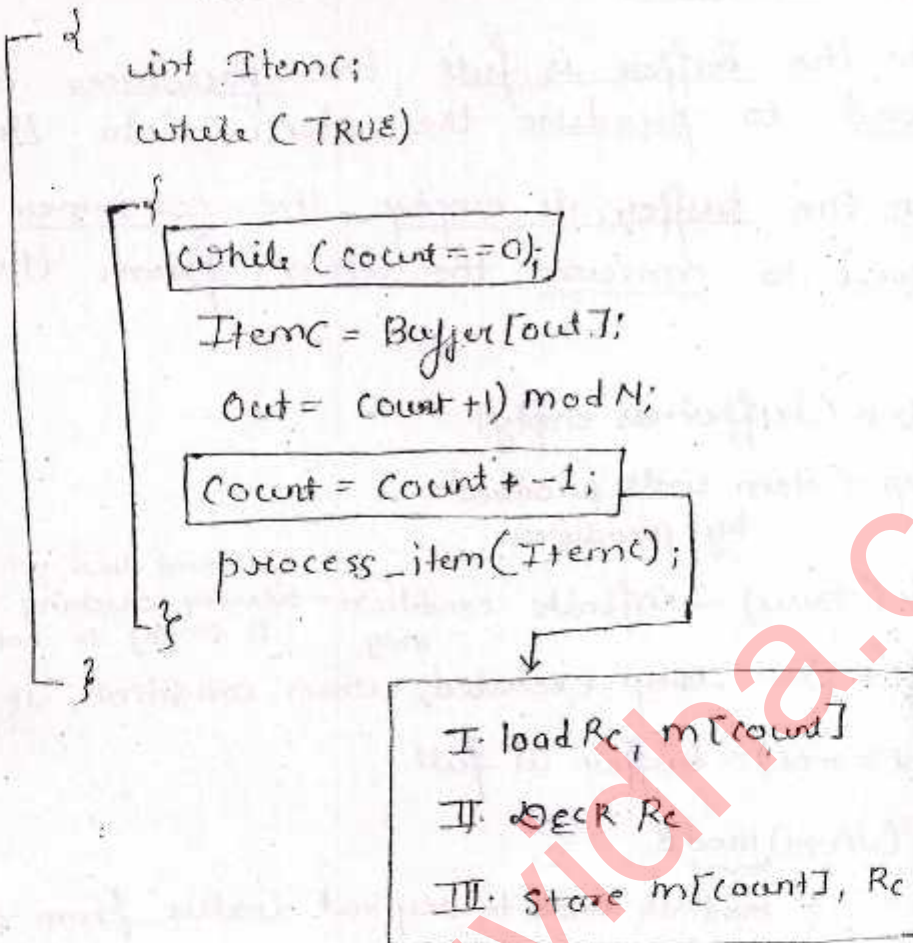 {
int Itemc;
while (TRUE)
{
while (count == 0);
Itemc = Buffer[out];
Out = count +1) mod N;
Count = Count + -1;
process_item(Itemc);
}
}
I. load Rc, m[count]
II. DECR Rc
III. Store m[count], Rc
vidha.c